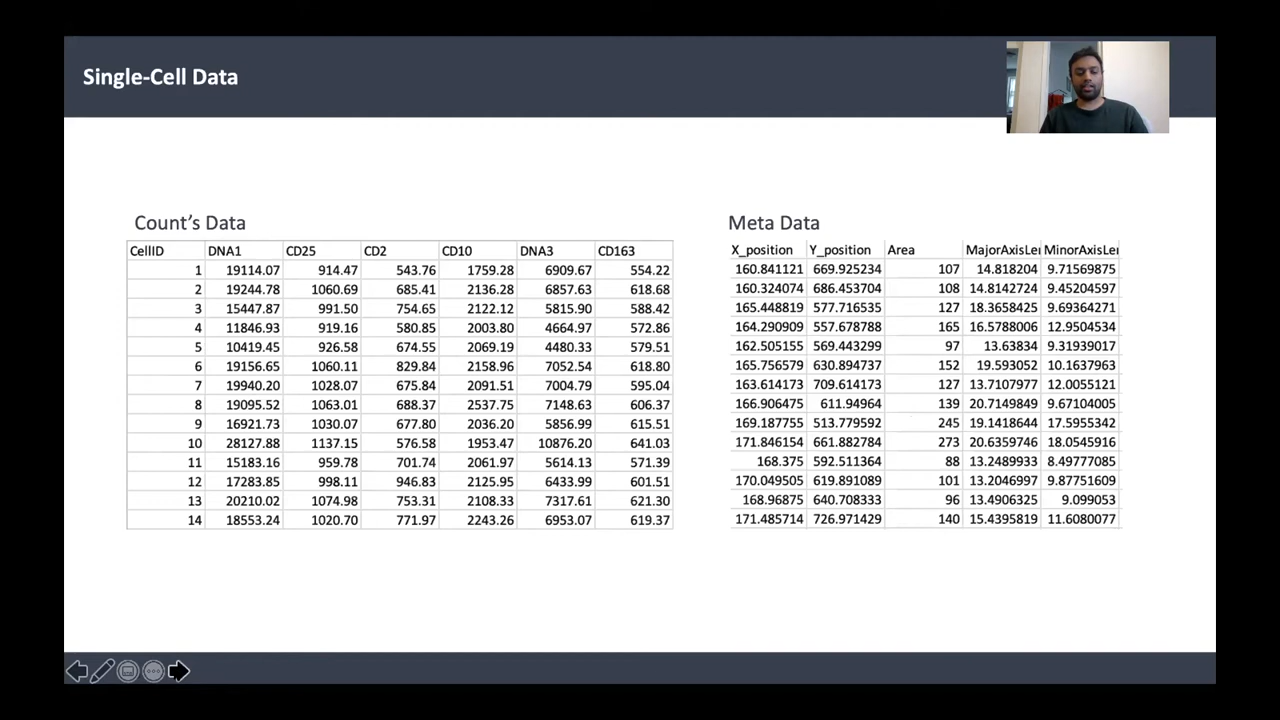 Single-Cell Data
Count's Data
CellID DNA1 CD25 CD2 CD10 DNA3 CD163
1 19114.07 914.47 543.76 1759.28 6909.67 554.22
2 19244.78 1060.69 685.41 2136.28 6857.63 618.68
3 15447.87 991.50 754.65 2122.12 5815.90 588.42
4 11846.93 919.16 580.85 2003.80 4664.97 572.86
5 10419.45 926.58 674.55 2069.19 4480.33 579.51
6 19156.65 1060.11 829.84 2158.96 7052.54 618.80
7 19940.20 1028.07 675.84 2091.51 7004.79 595.04
8 19095.52 1063.01 688.37 2537.75 7148.63 606.37
9 16921.73 1030.07 677.80 2036.20 5856.99 615.51
10 28127.88 1137.15 576.58 1953.47 10876.20 641.03
11 15183.16 959.78 701.74 2061.97 5614.13 571.39
12 17283.85 998.11 946.83 2125.95 6433.99 601.51
13 20210.02 1074.98 753.31 2108.33 7317.61 621.30
14 18553.24 1020.70 771.97 2243.26 6953.07 619.37
Meta Data
X_position Y_position Area MajorAxisLe MinorAxisLe
160.841121 669.925234 107 14.818204 9.71569875
160.324074 686.453704 108 14.8142724 9.45204597
165.448819 577.716535 127 18.3658425 9.69364271
164.290909 557.678788 165 16.5788006 12.9504534
162.505155 569.443299 97 13.63834 9.31939017
165.756579 630.894737 152 19.593052 10.1637963
163.614173 709.614173 127 13.7107977 12.0055121
166.906475 611.94964 139 20.7149849 9.67104005
169.187755 513.779592 245 19.1418644 17.5955342
171.846154 661.882784 273 20.6359746 18.0545916
168.375 592.511364 88 13.2489933 8.49777085
170.049505 619.891089 101 13.2046997 9.87751609
168.96875 640.708333 96 13.4906325 9.099053
171.485714 726.971429 140 15.4395819 11.6080077